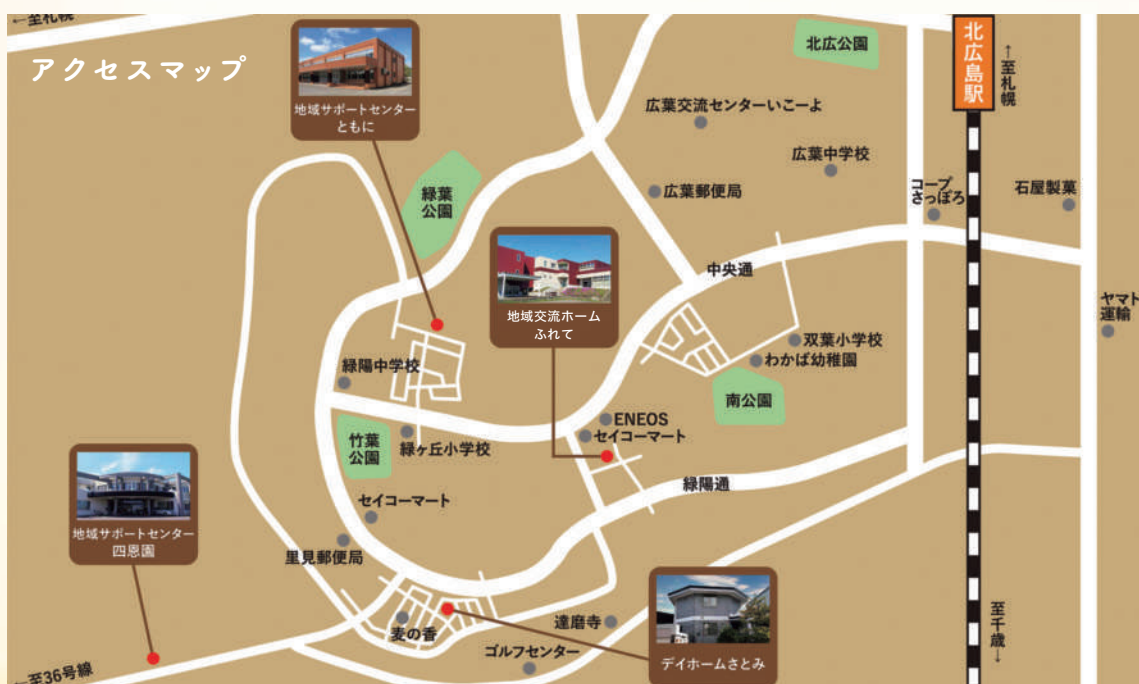 ←至札幌
アクセスマップ
地域サポートセンター
ともに
北広公園
北広島駅
↑至札幌
広葉交流センターいこーよ
広葉中学校
緑葉
公園
広葉郵便局
コープ
さっぽろ
石屋製菓
中央通
地域交流ホーム
ふれて
ヤマト
運輸
双葉小学校
わかば幼稚園
緑陽中学校
南公園
ENEOS
セイコーマート
竹葉
公園
緑ヶ丘小学校
緑陽通
セイコーマート
地域サポートセンター
四恩園
里見郵便局
麦の香
達磨寺
至千歳→
ゴルフセンター
デイホームさとみ
←至36号線